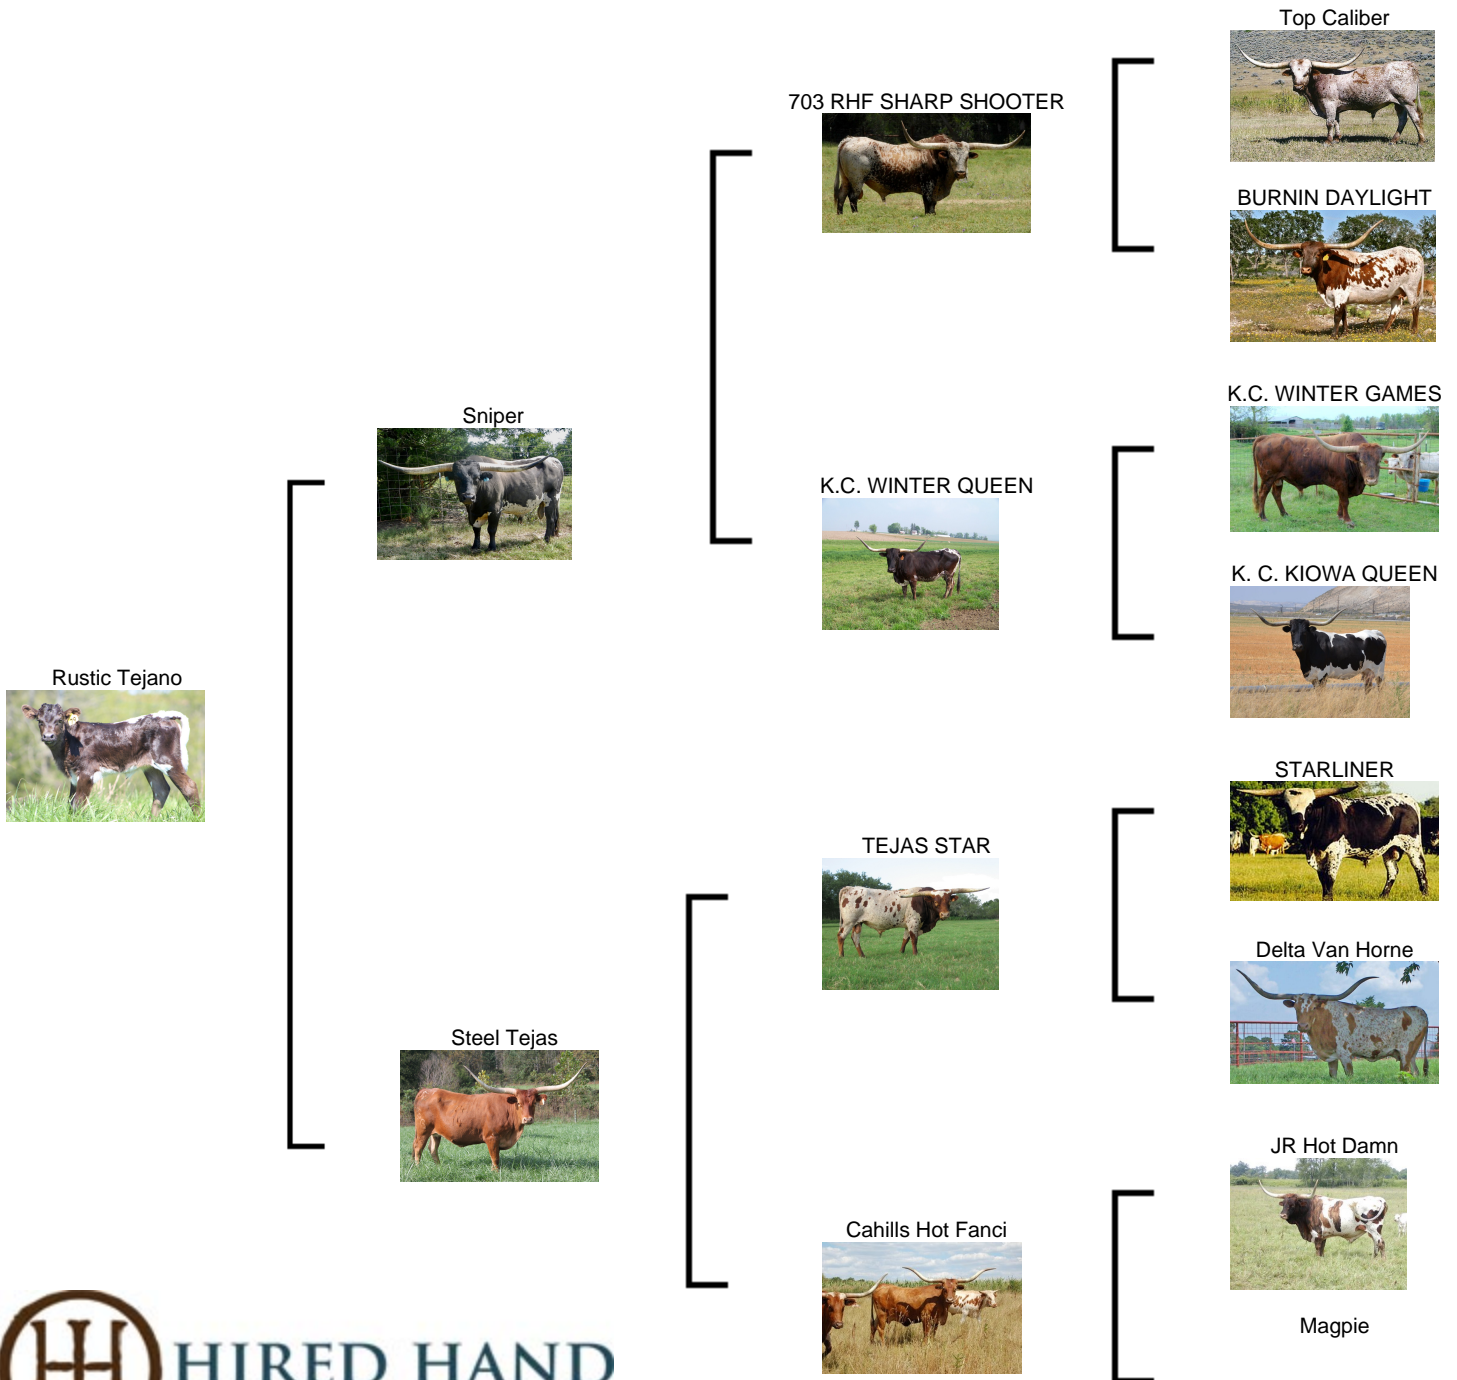 Top Caliber
703 RHF SHARP SHOOTER
BURNIN DAYLIGHT
K.C. WINTER GAMES
Sniper
K.C. WINTER QUEEN
K. C. KIOWA QUEEN
Rustic Tejano
STARLINER
TEJAS STAR
Delta Van Horne
Steel Tejas
JR Hot Damn
Cahills Hot Fanci
Magpie
HIRED HAND